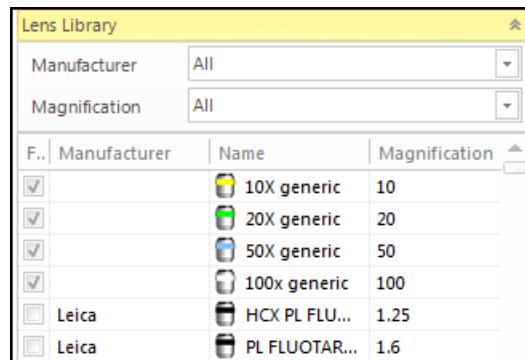 Lens Library
Manufacturer All
Magnification All
F.. Manufacturer Name Magnification
10X generic 10
20X generic 20
50X generic 50
100x generic 100
Leica HCX PL FLU... 1.25
Leica PL FLUOTAR... 1.6